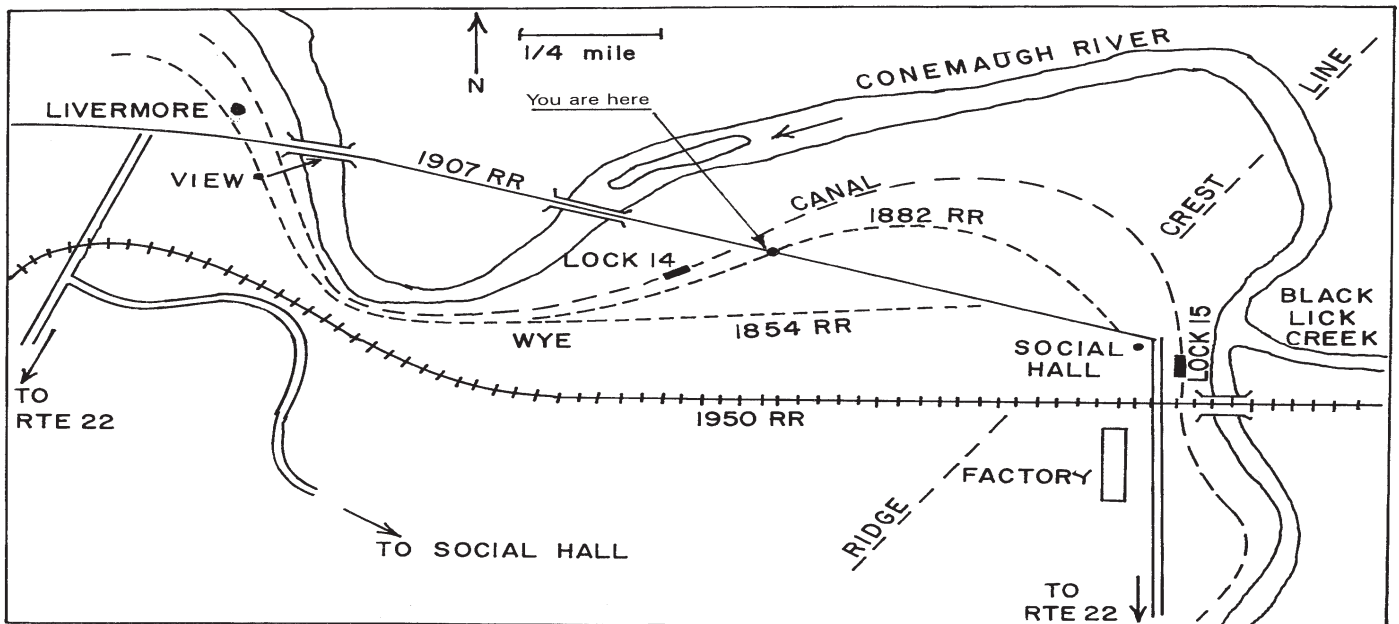 N
1/4 mile
You are here
CONEMAUGH RIVER
LINE
LIVERMORE
VIEW
1907 RR
CANAL
1882 RR
CREST
LOCK 14
WYE
1854 RR
SOCIAL
HALL
LOCK 15
BLACK
LICK
CREEK
TO
RTE 22
1950 RR
FACTORY
RIDGE
TO SOCIAL HALL
TO
RTE 22